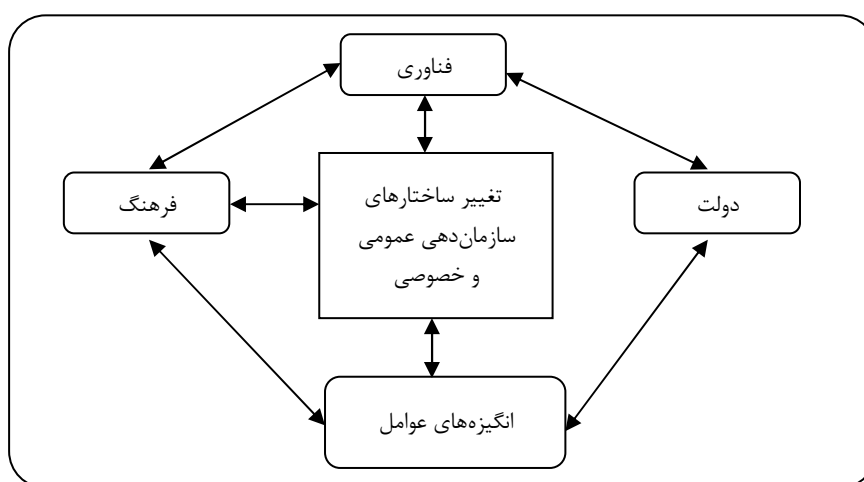 فناوری
فرهنگ
تغییر ساختارهای
سازمان‌دهی عمومی
و خصوصی
دولت
انگیزه‌های عوامل